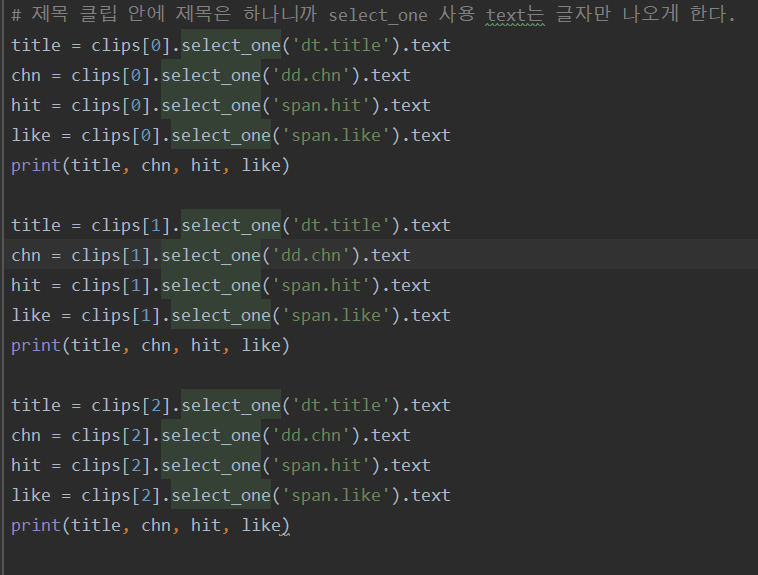 # 제목 클립 안에 제목은 하나니까 select_one 사용 text는 글자만 나오게 한다.
title = clips[0].select_one('dt.title').text
chn = clips[0].select_one('dd.chn').text
hit = clips[0].select_one('span.hit').text
like = clips[0].select_one('span.like').text
print(title, chn, hit, like)
title = clips[1].select_one('dt.title').text
chn = clips[1].select_one('dd.chn').text
hit = clips[1].select_one('span.hit').text
like = clips[1].select_one('span.like').text
print(title, chn, hit, like)
title = clips[2].select_one('dt.title').text
chn = clips[2].select_one('dd.chn').text
hit = clips[2].select_one('span.hit').text
like = clips[2].select_one('span.like').text
print(title, chn, hit, like)